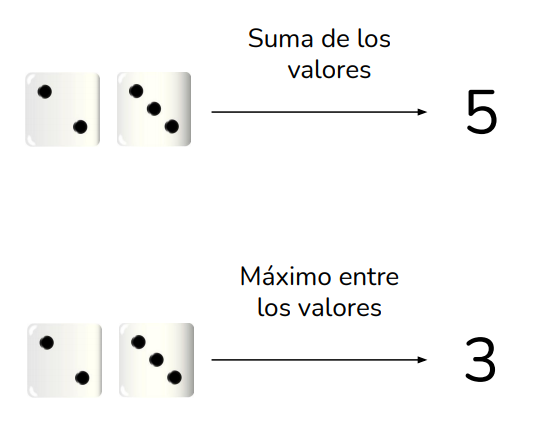 Suma de los
valores
5
Máximo entre
los valores
3